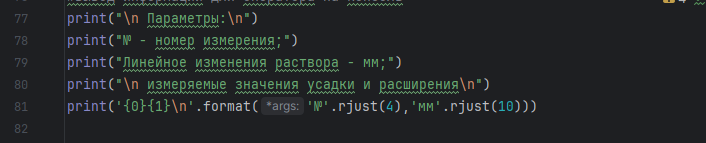 77 print("\n Параметры:\n")
78 print("№ - номер измерения;")
79 print("Линейное изменения раствора - мм;")
80 print("\n измеряемые значения усадки и расширения\n")
81 print('{0}{1}\n'.format( *args: '№'.rjust(4),'мм'.rjust(10)))
82